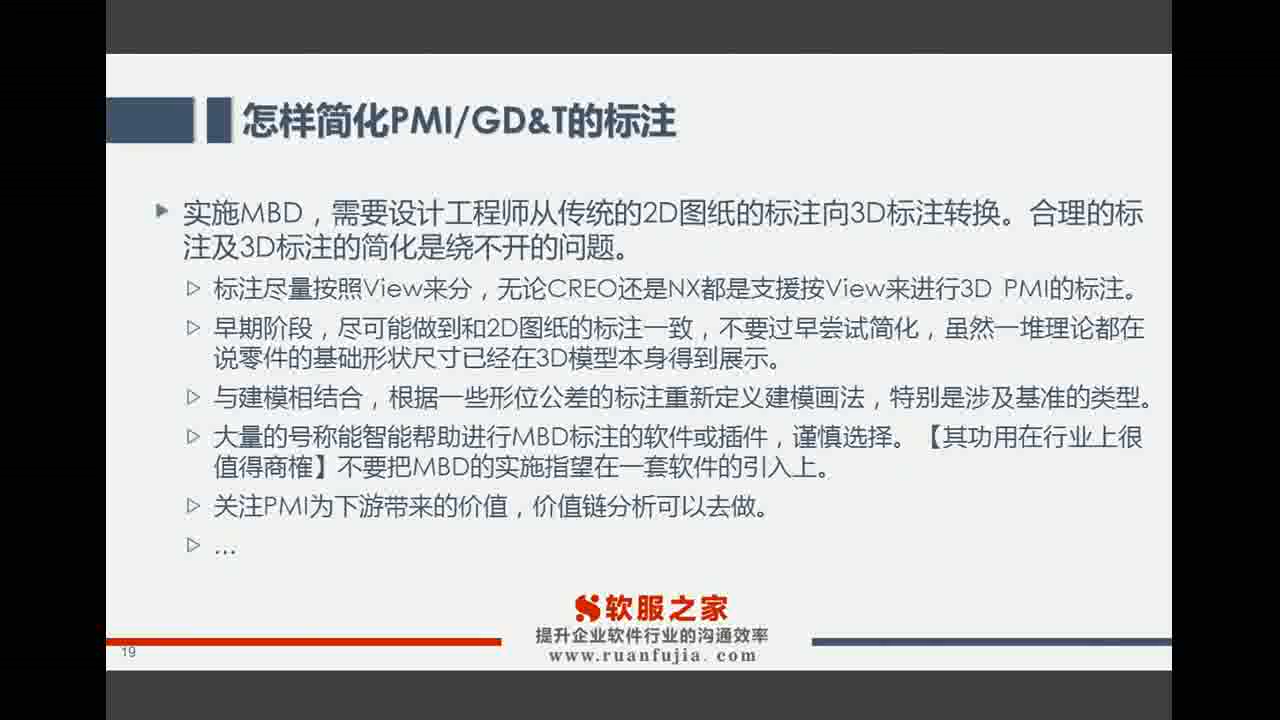 怎样简化PMI/GD&T的标注
实施MBD，需要设计工程师从传统的2D图纸的标注向3D标注转换。合理的标
注及3D标注的简化是绕不开的问题。
标注尽量按照View来分，无论CREO还是NX都是支援按View来进行3D PMI的标注。
早期阶段，尽可能做到和2D图纸的标注一致，不要过早尝试简化，虽然一堆理论都在
说零件的基础形状尺寸已经在3D模型本身得到展示。
与建模相结合，根据一些形位公差的标注重新定义建模画法，特别是涉及基准的类型。
大量的号称能智能帮助进行MBD标注的软件或插件，谨慎选择。【其功用在行业上很
值得商榷】不要把MBD的实施指望在一套软件的引入上。
关注PMI为下游带来的价值，价值链分析可以去做。
…
软服之家
提升企业软件行业的沟通效率
www.ruanfujia. com
19